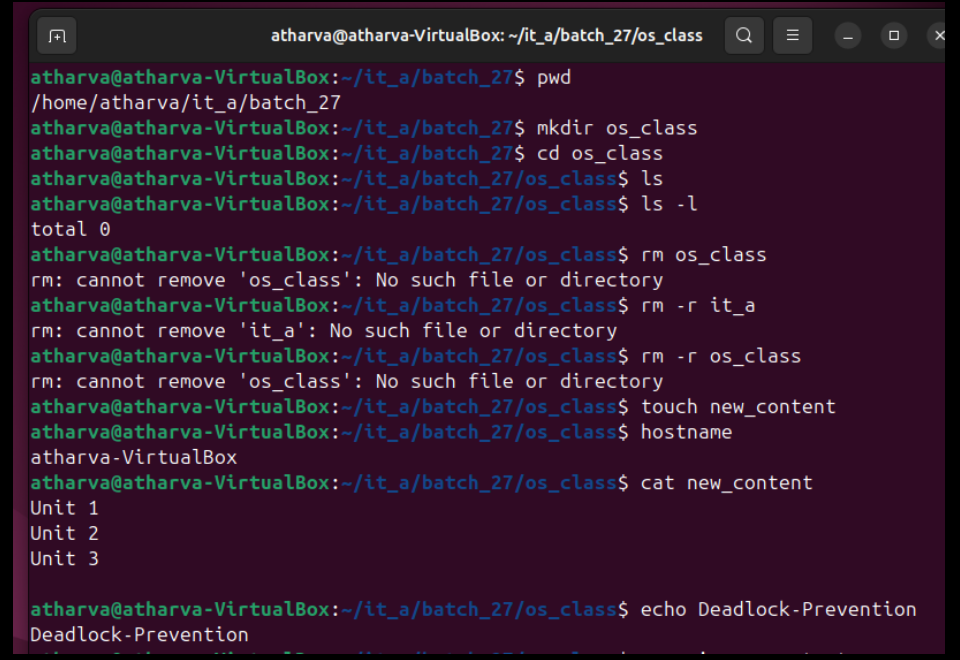 atharva@atharva-VirtualBox: ~/it_a/batch_27/os_class
atharva@atharva-VirtualBox:~/it_a/batch_27$ pwd
/home/atharva/it_a/batch_27
atharva@atharva-VirtualBox:~/it_a/batch_27$ mkdir os_class
atharva@atharva-VirtualBox:~/it_a/batch_27$ cd os_class
atharva@atharva-VirtualBox:~/it_a/batch_27/os_class$ ls
atharva@atharva-VirtualBox:~/it_a/batch_27/os_class$ ls -l
total 0
atharva@atharva-VirtualBox:~/it_a/batch_27/os_class$ rm os_class
rm: cannot remove 'os_class': No such file or directory
atharva@atharva-VirtualBox:~/it_a/batch_27/os_class$ rm -r it_a
rm: cannot remove 'it_a': No such file or directory
atharva@atharva-VirtualBox:~/it_a/batch_27/os_class$ rm -r os_class
rm: cannot remove 'os_class': No such file or directory
atharva@atharva-VirtualBox:~/it_a/batch_27/os_class$ touch new_content
atharva@atharva-VirtualBox:~/it_a/batch_27/os_class$ hostname
atharva-VirtualBox
atharva@atharva-VirtualBox:~/it_a/batch_27/os_class$ cat new_content
Unit 1
Unit 2
Unit 3
atharva@atharva-VirtualBox:~/it_a/batch_27/os_class$ echo Deadlock-Prevention
Deadlock-Prevention